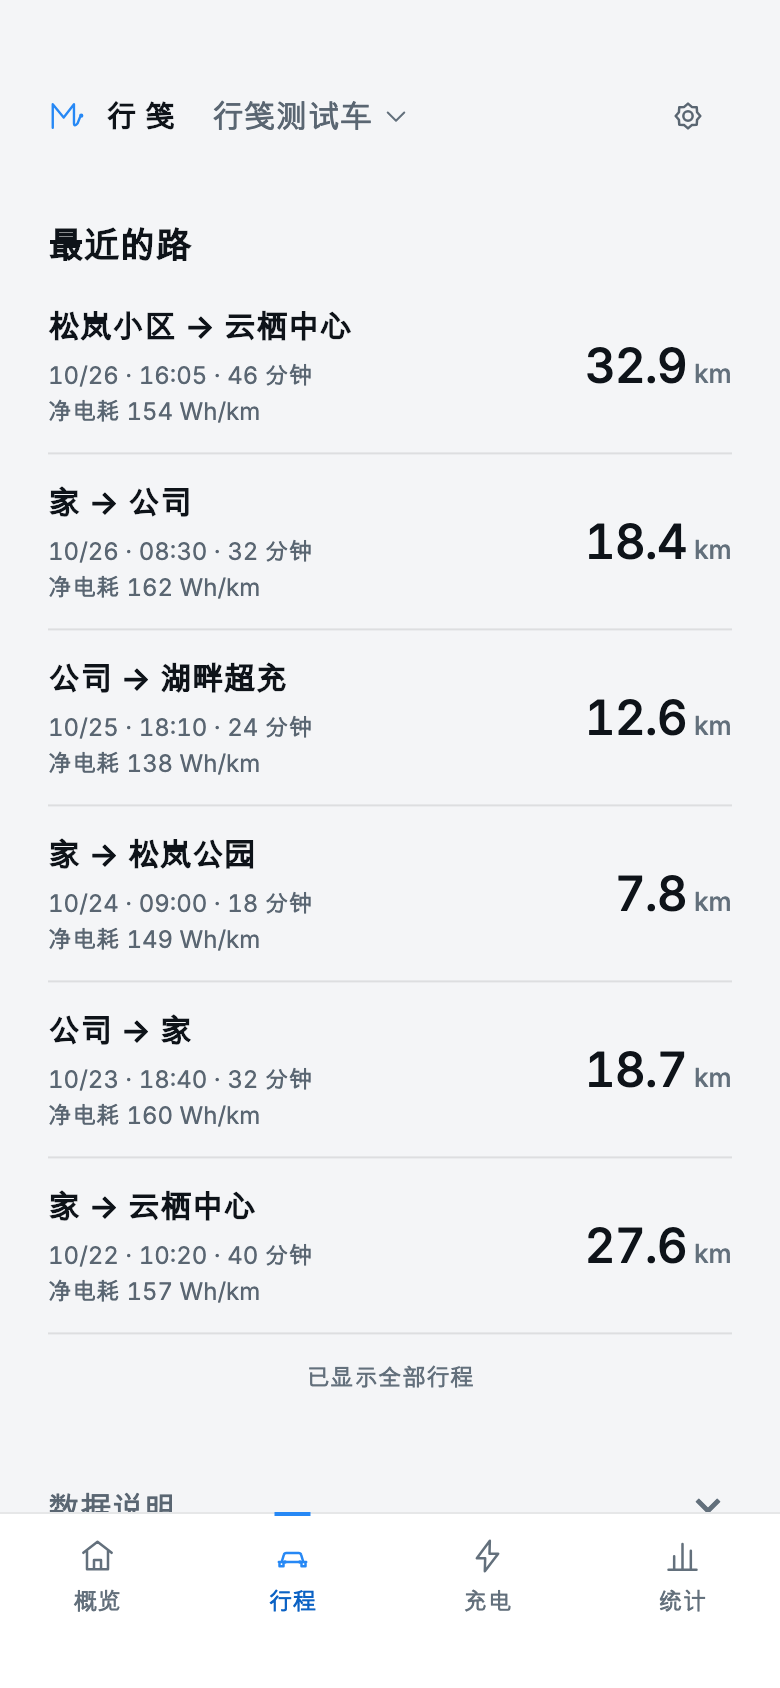 行笺 行笺测试车
最近的路
松岚小区 → 云栖中心
10/26 · 16:05 · 46 分钟
净电耗 154 Wh/km
32.9 km
家 → 公司
10/26 · 08:30 · 32 分钟
净电耗 162 Wh/km
18.4 km
公司 → 湖畔超充
10/25 · 18:10 · 24 分钟
净电耗 138 Wh/km
12.6 km
家 → 松岚公园
10/24 · 09:00 · 18 分钟
净电耗 149 Wh/km
7.8 km
公司 → 家
10/23 · 18:40 · 32 分钟
净电耗 160 Wh/km
18.7 km
家 → 云栖中心
10/22 · 10:20 · 40 分钟
净电耗 157 Wh/km
27.6 km
已显示全部行程
数据说明
概览 行程 充电 统计